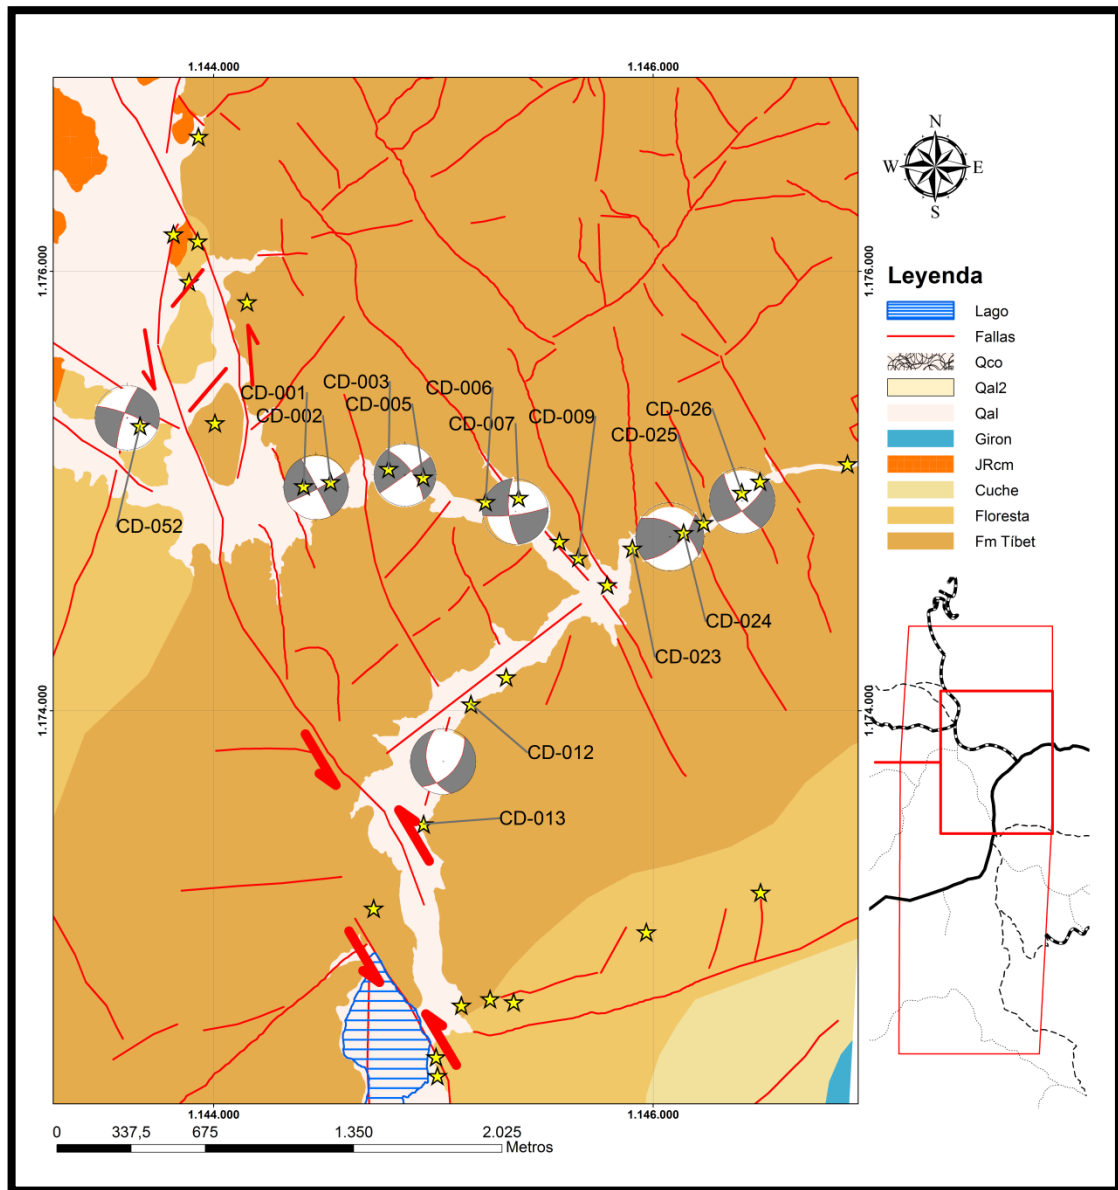 1.144.000
1.146.000
N
W
E
S
1.176.000
1.176.000
Leyenda
Lago
Fallas
Qco
Qal2
Qal
Giron
JRcm
Cuche
Floresta
Fm Tíbet
CD-001
CD-002
CD-003
CD-005
CD-006
CD-007
CD-009
CD-025
CD-026
CD-052
CD-024
CD-023
1.174.000
1.174.000
CD-012
CD-013
1.144.000
1.146.000
0
337,5
675
1.350
2.025
Metros